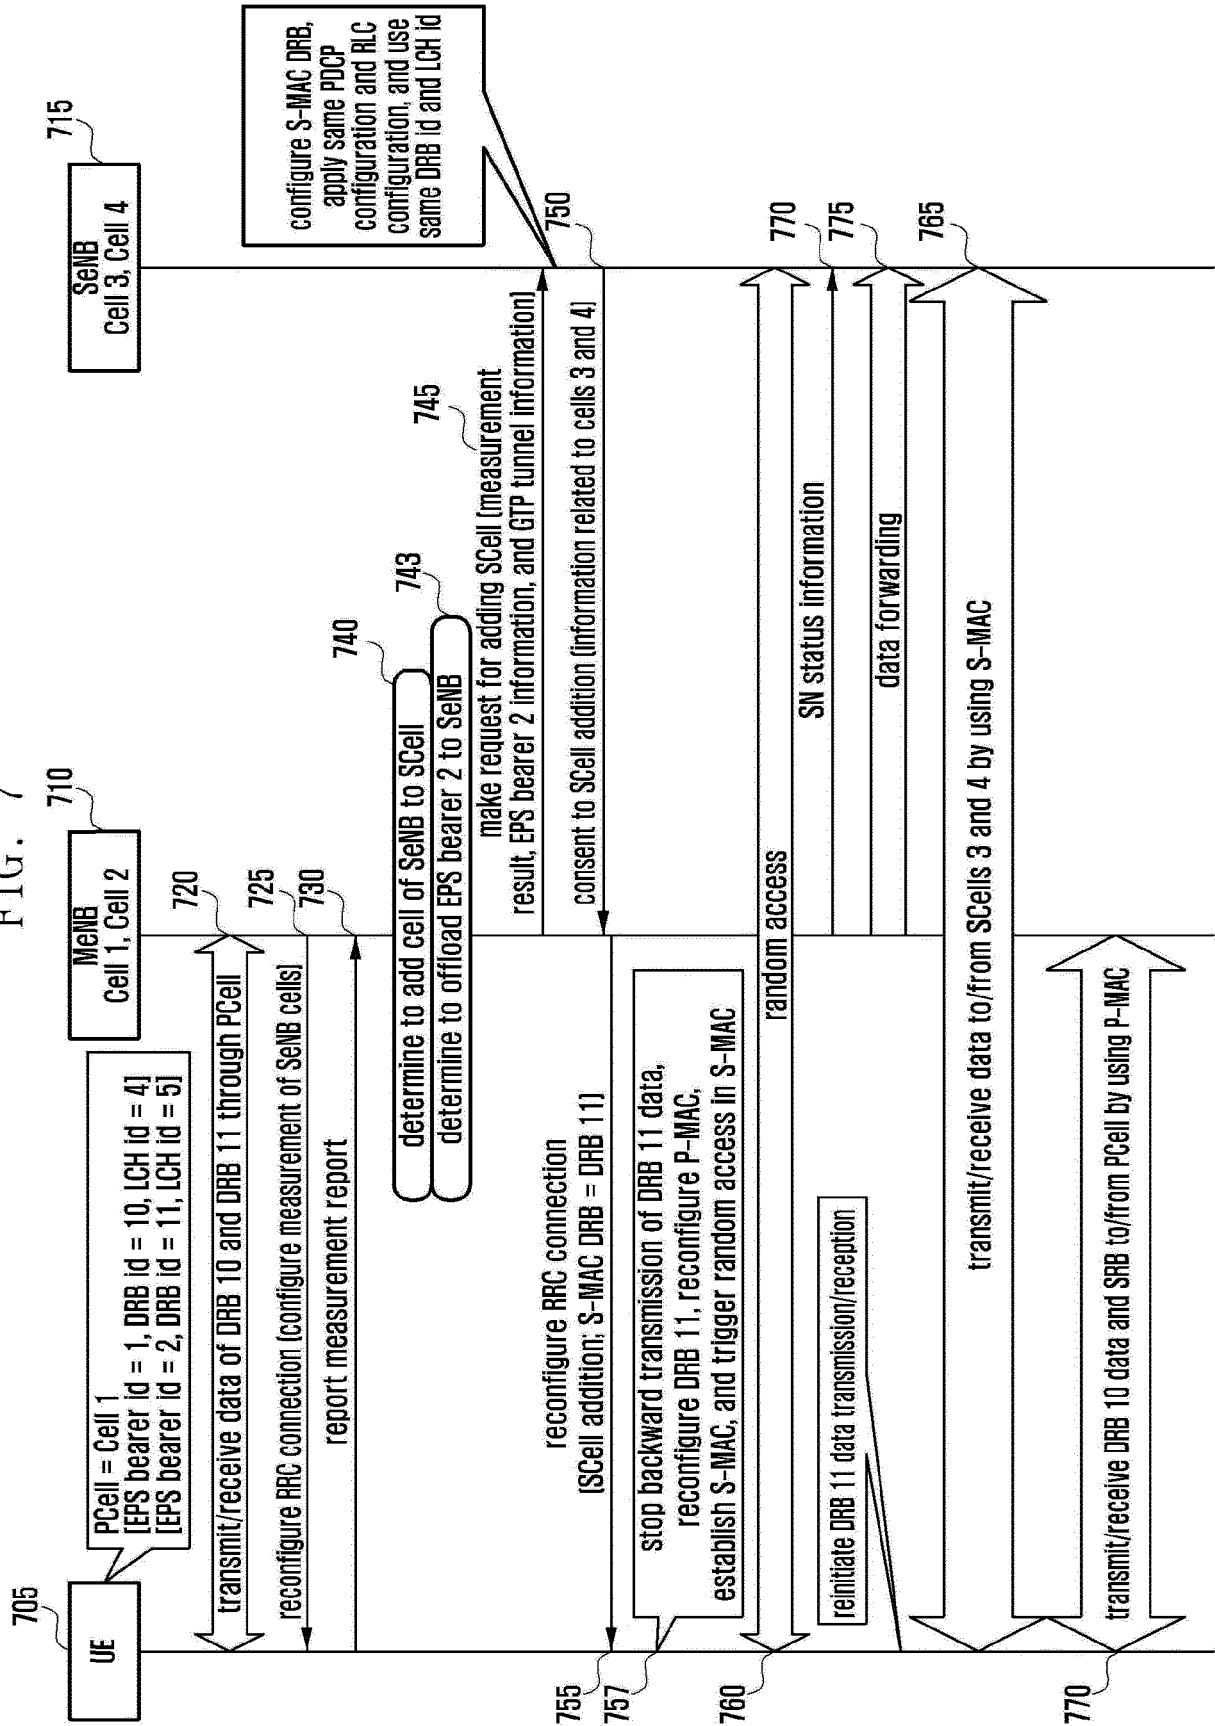 FIG. 7
705
UE
710
MeNB
Cell 1, Cell 2
715
SeNB
Cell 3, Cell 4
PCell = Cell 1
[EPS bearer id = 1, DRB id = 10, LCH id = 4]
[EPS bearer id = 2, DRB id = 11, LCH id = 5]
720
transmit/receive data of DRB 10 and DRB 11 through PCell
725
reconfigure RRC connection (configure measurement of SeNB cells)
730
report measurement report
740
determine to add cell of SeNB to SCell
743
determine to offload EPS bearer 2 to SeNB
745
make request for adding SCell (measurement
result, EPS bearer 2 information, and GTP tunnel information)
configure S-MAC DRB,
apply same PDCP
configuration and RLC
configuration, and use
same DRB id and LCH id
750
consent to SCell addition (information related to cells 3 and 4)
reconfigure RRC connection
(SCell addition; S-MAC DRB = DRB 11)
755
757
stop backward transmission of DRB 11 data,
reconfigure DRB 11, reconfigure P-MAC,
establish S-MAC, and trigger random access in S-MAC
760
random access
770
SN status information
775
data forwarding
reinitiate DRB 11 data transmission/reception
765
transmit/receive data to/from SCells 3 and 4 by using S-MAC
770
transmit/receive DRB 10 data and SRB to/from PCell by using P-MAC